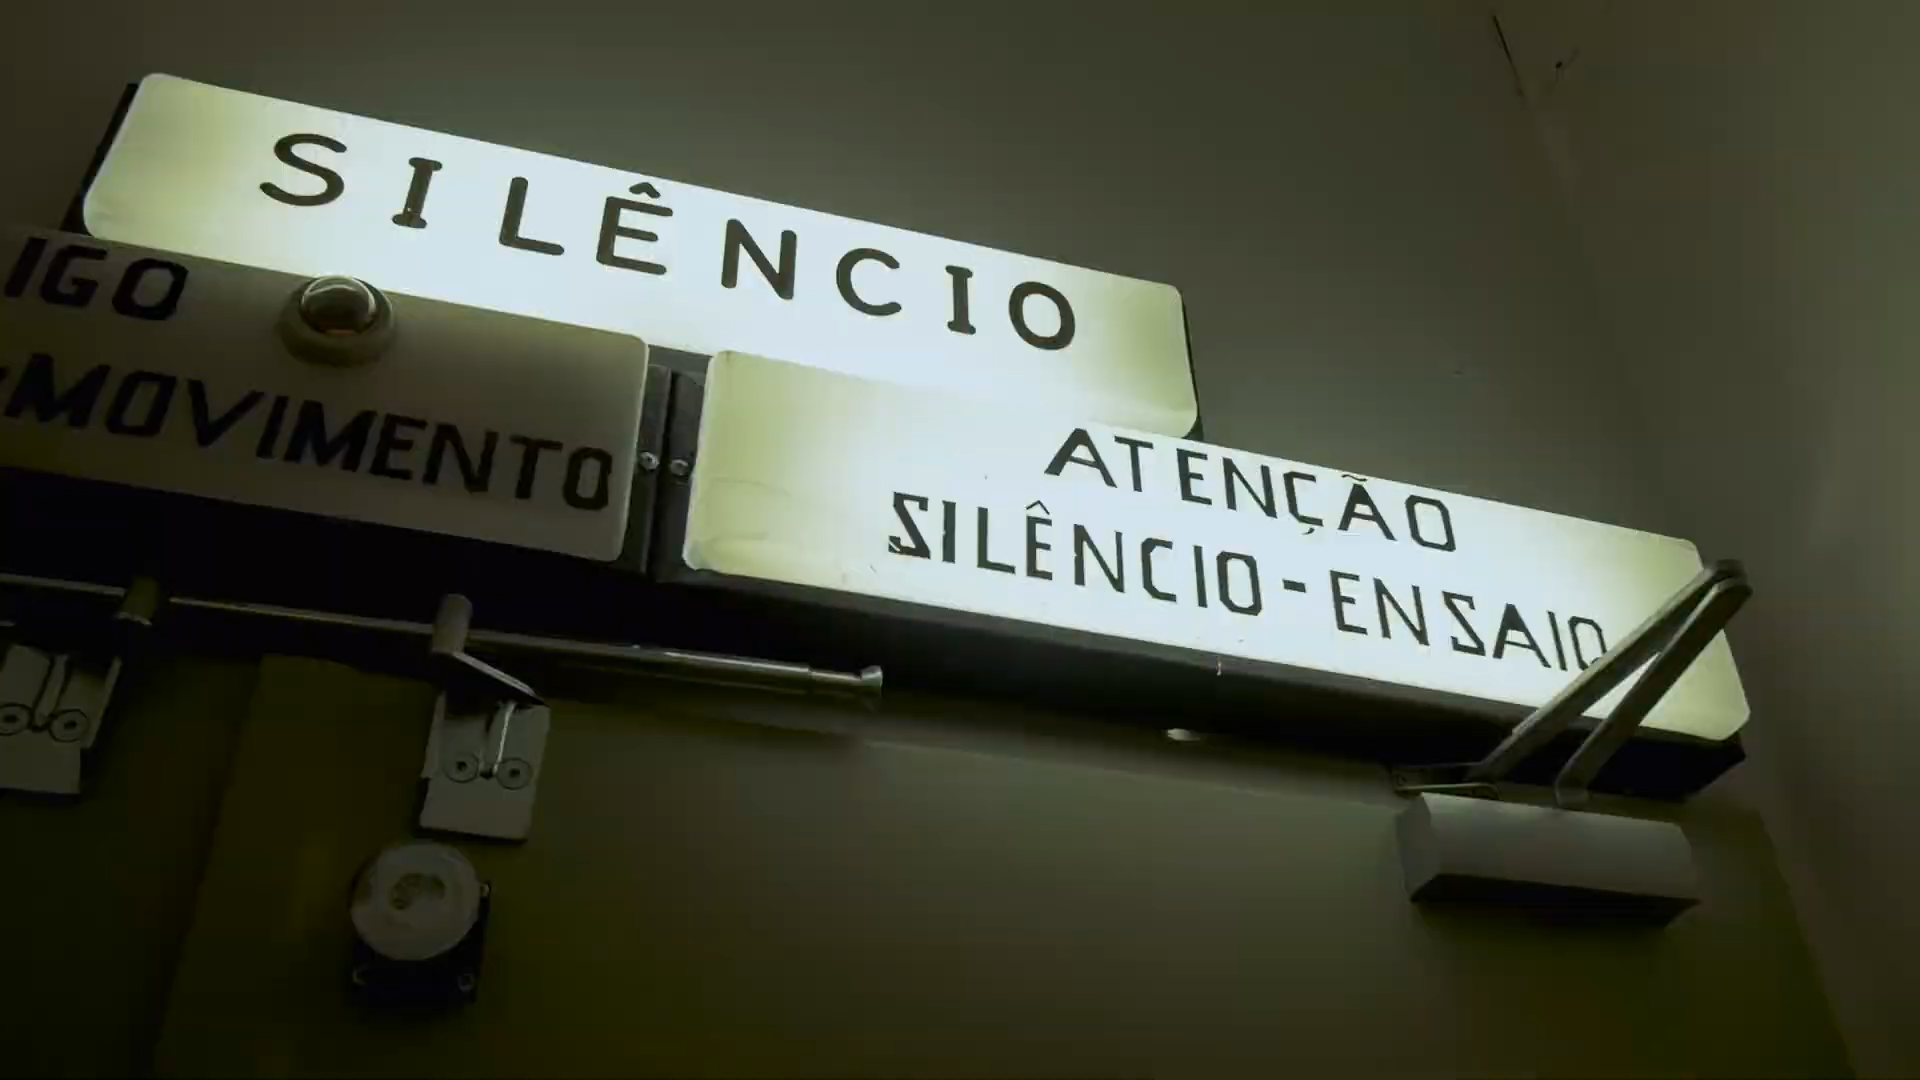 SILÊNCIO
IGO
MOVIMENTO
ATENÇÃO
SILÊNCIO-ENSAIO